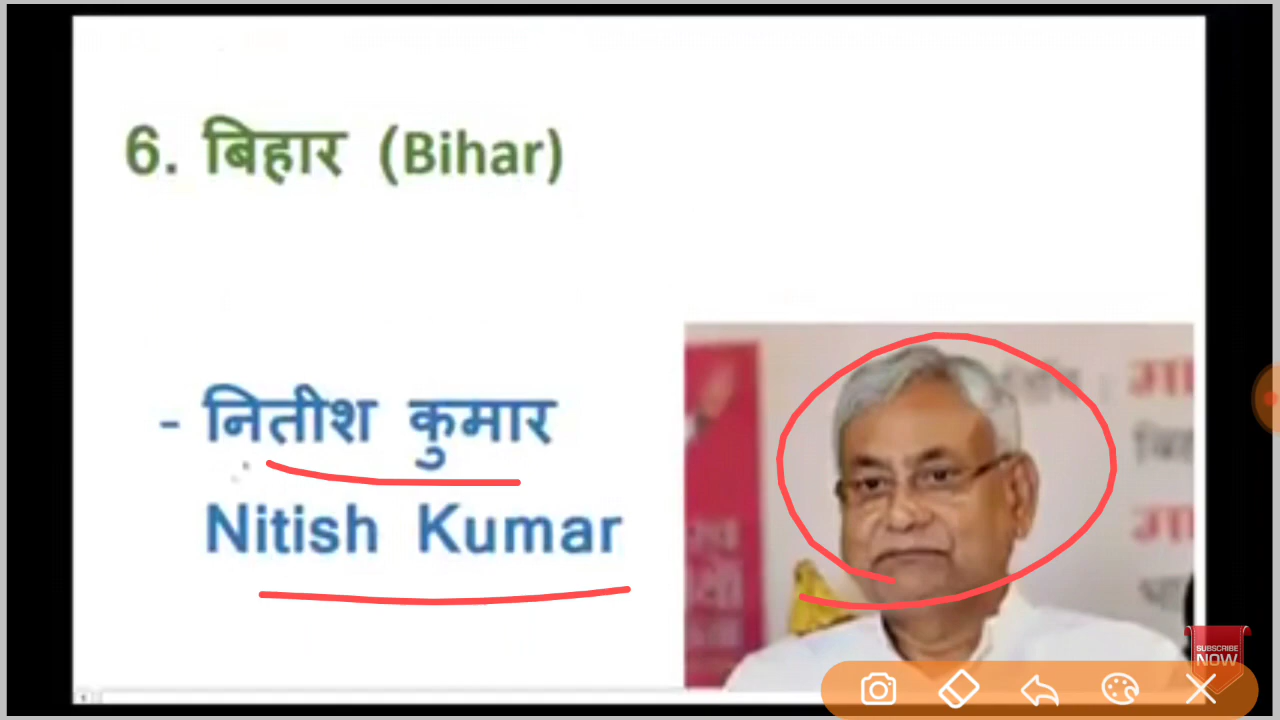 6. बिहार (Bihar)
- नितीश कुमार
Nitish Kumar
SUBSCRIBE
NOW